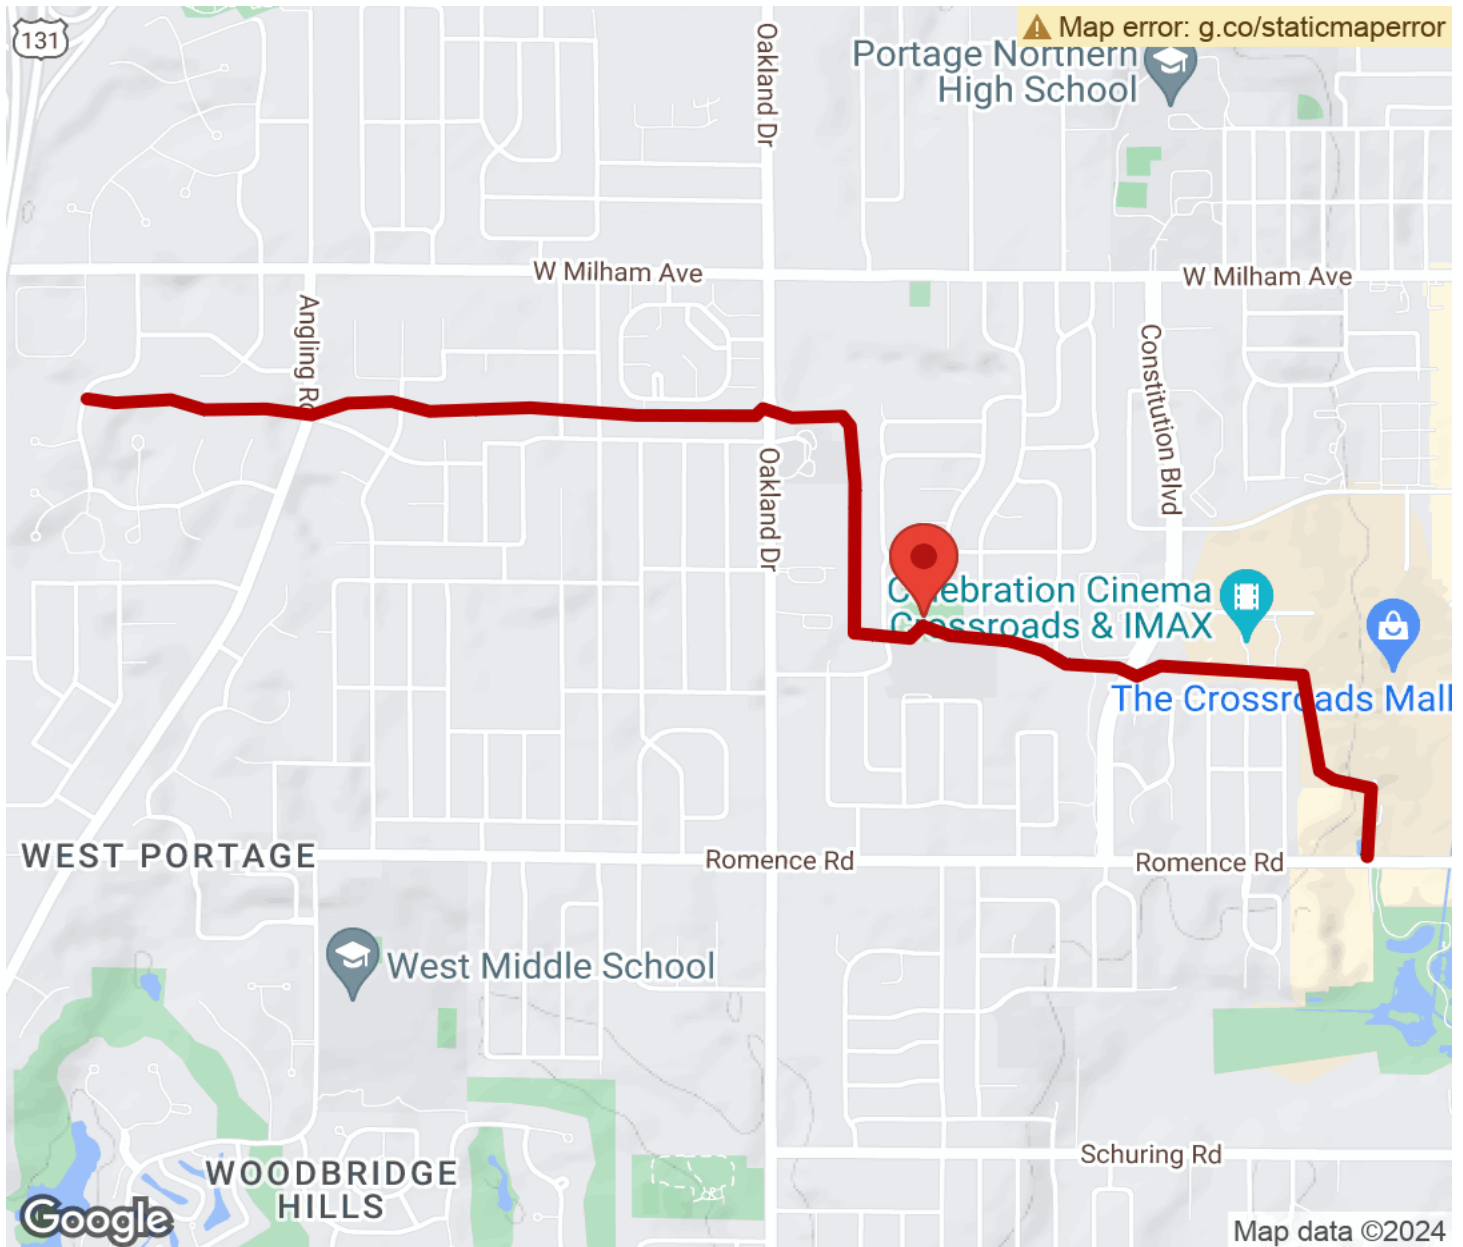 131
Map error: g.co/staticmaperror
Oakland Dr
Portage Northern
High School
W Milham Ave
W Milham Ave
Angling Rd
Constitution Blvd
Oakland Dr
Celebration Cinema
Crossroads & IMAX
The Crossroads Mall
WEST PORTAGE
Romence Rd
Romence Rd
West Middle School
Schuring Rd
WOODBRIDGE
HILLS
Google
Map data ©2024